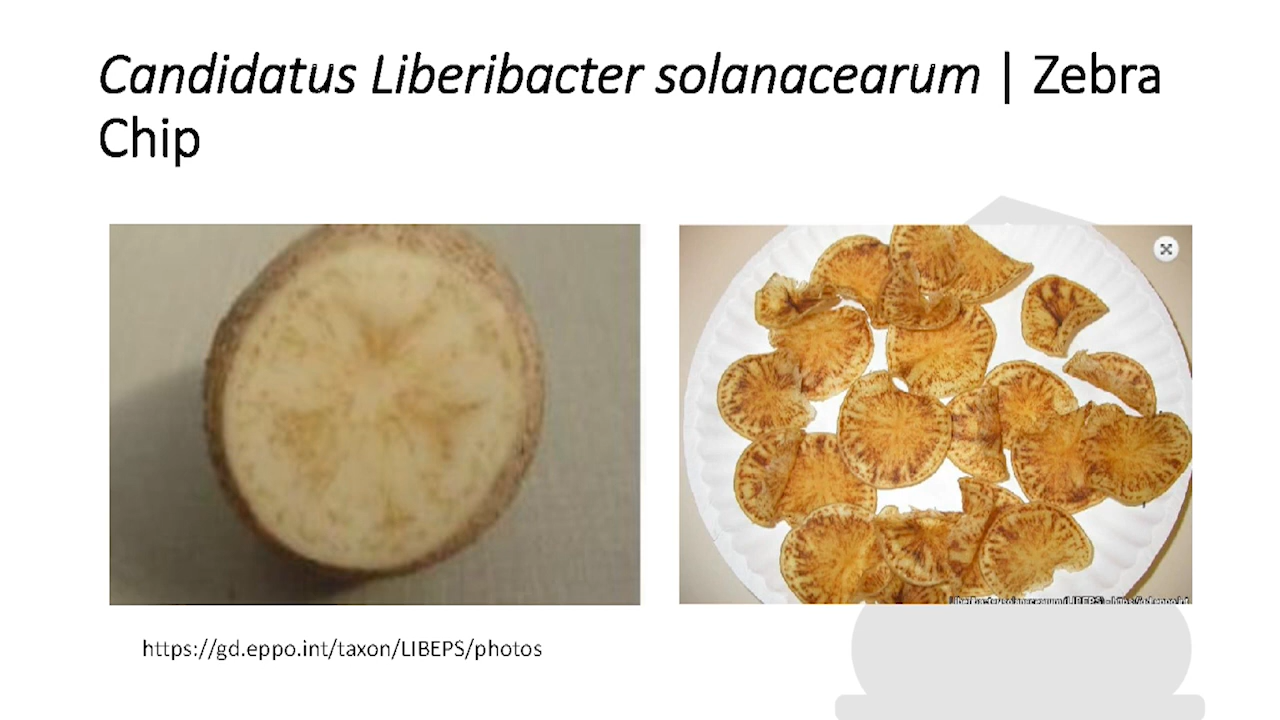 Candidatus Liberibacter solanacearum | Zebra
Chip
https://gd.eppo.int/taxon/LIBEPS/photos